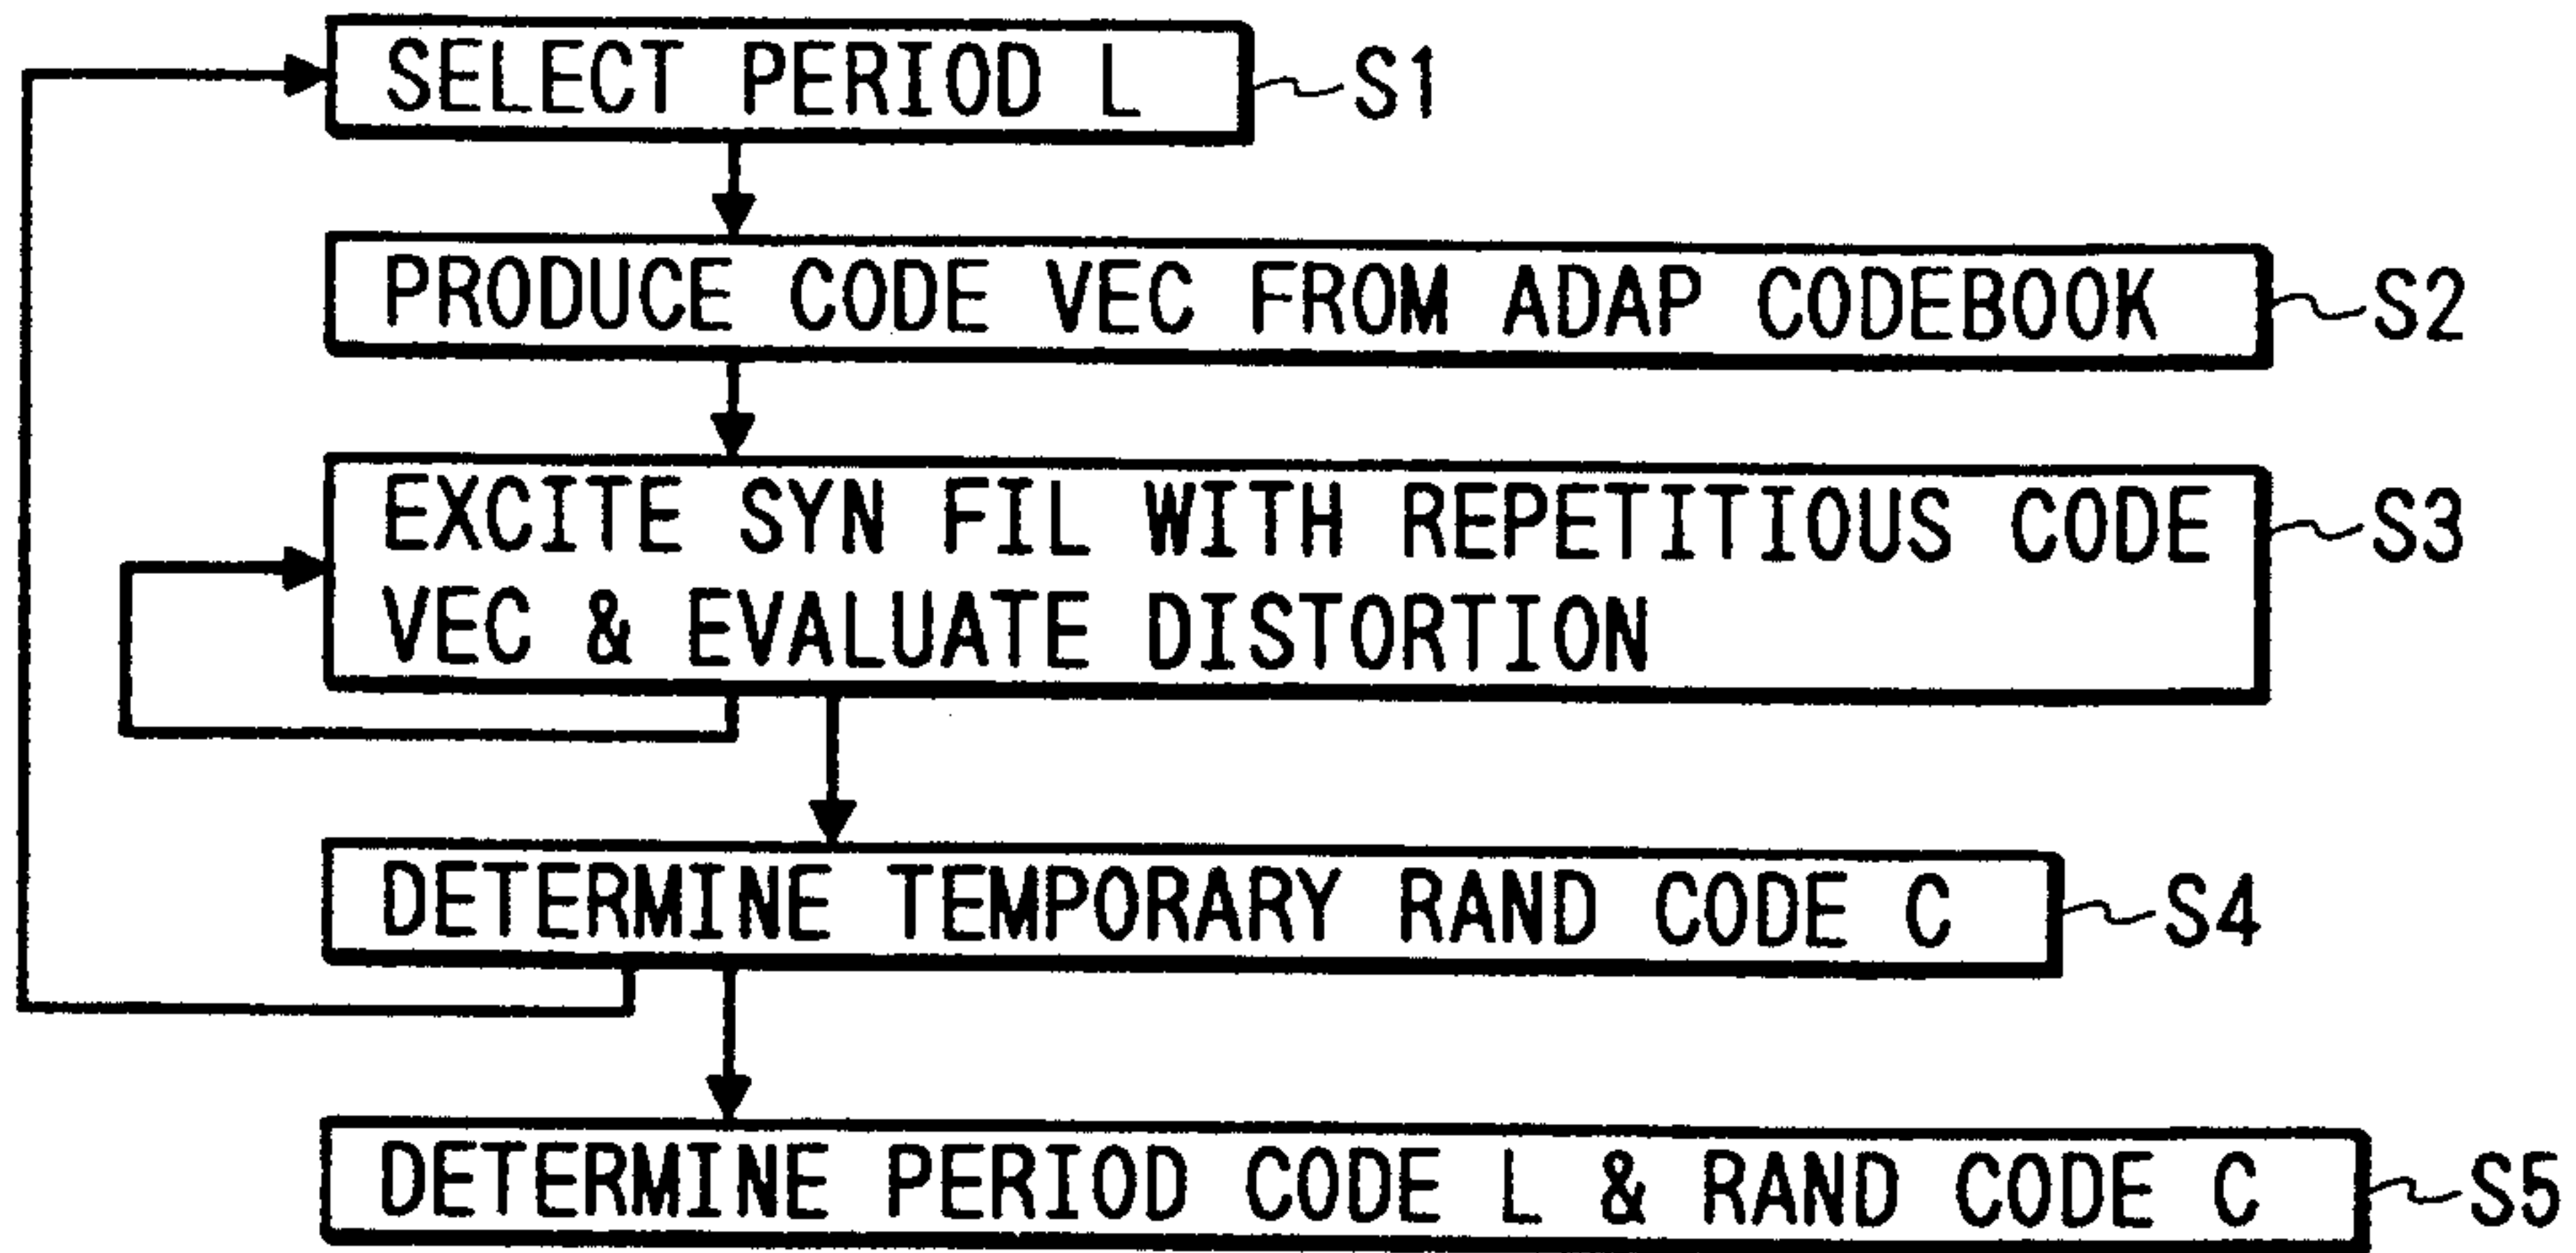 SELECT PERIOD L
S1
PRODUCE CODE VEC FROM ADAP CODEBOOK
S2
EXCITE SYN FIL WITH REPETITIOUS CODE
VEC & EVALUATE DISTORTION
S3
DETERMINE TEMPORARY RAND CODE C
S4
DETERMINE PERIOD CODE L & RAND CODE C
S5